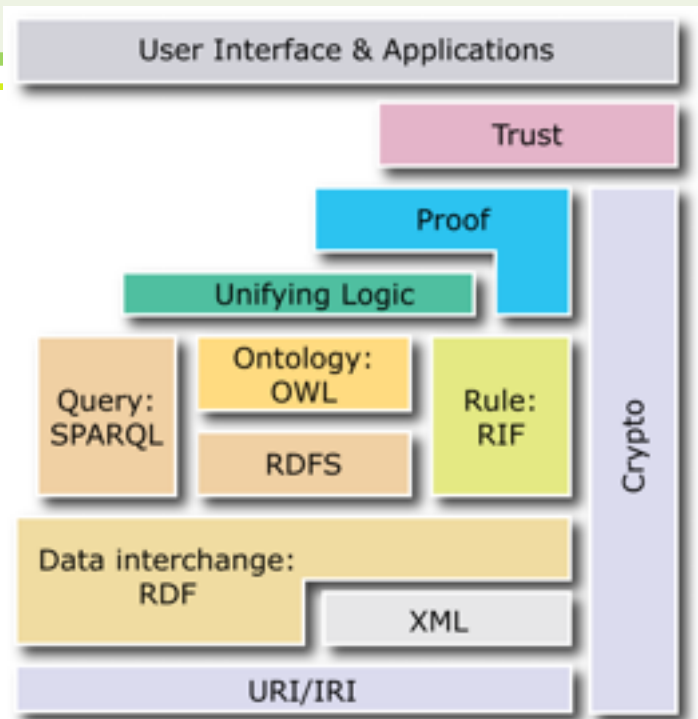 User Interface & Applications
Trust
Proof
Unifying Logic
Query:
SPARQL
Ontology:
OWL
RDFS
Rule:
RIF
Crypto
Data interchange:
RDF
XML
URI/IRI